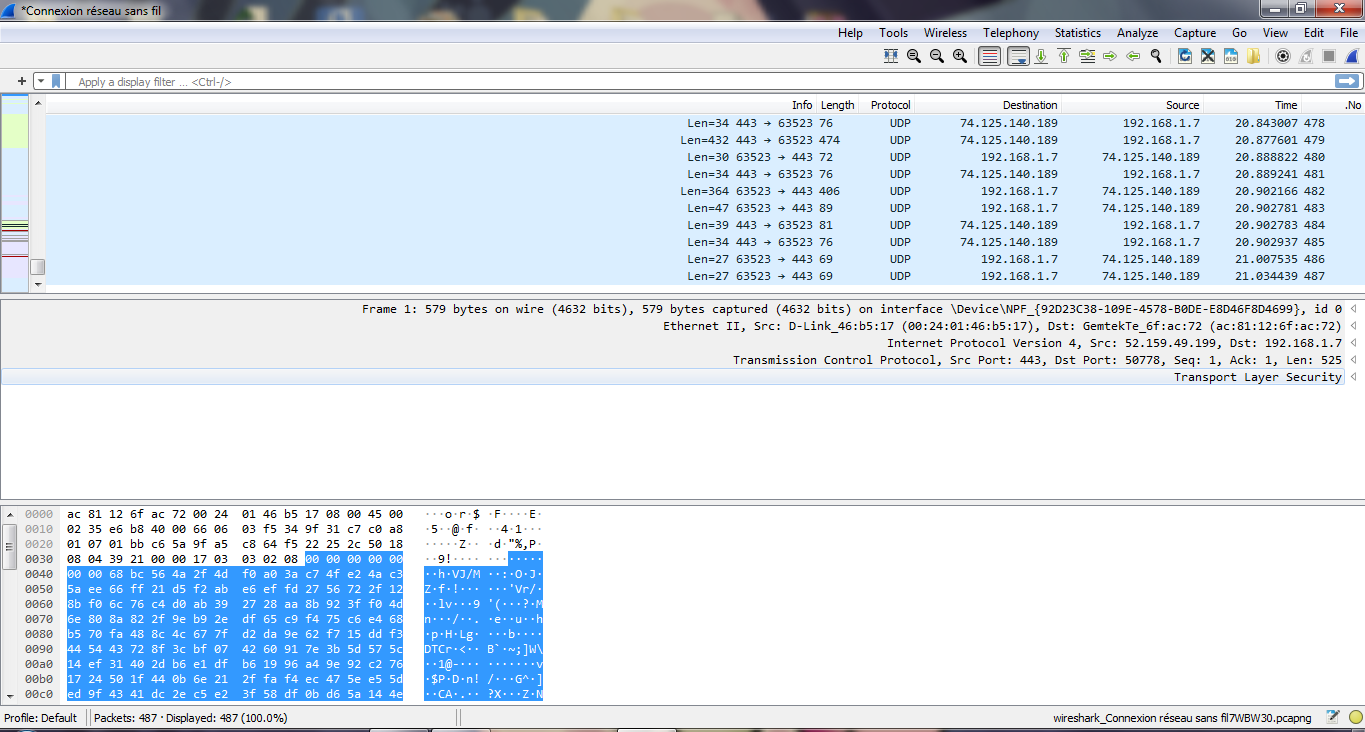 *Connexion réseau sans fil
Help Tools Wireless Telephony Statistics Analyze Capture Go View Edit File
+ Apply a display filter ... <Ctrl-/>
Info Length Protocol Destination Source Time .No
Len=34 443 → 63523 76 UDP 74.125.140.189 192.168.1.7 20.843007 478
Len=432 443 → 63523 474 UDP 74.125.140.189 192.168.1.7 20.877601 479
Len=30 63523 → 443 72 UDP 192.168.1.7 74.125.140.189 20.888822 480
Len=34 443 → 63523 76 UDP 74.125.140.189 192.168.1.7 20.889241 481
Len=364 63523 → 443 406 UDP 192.168.1.7 74.125.140.189 20.902166 482
Len=47 63523 → 443 89 UDP 192.168.1.7 74.125.140.189 20.902781 483
Len=39 443 → 63523 81 UDP 74.125.140.189 192.168.1.7 20.902783 484
Len=34 443 → 63523 76 UDP 74.125.140.189 192.168.1.7 20.902937 485
Len=27 63523 → 443 69 UDP 192.168.1.7 74.125.140.189 21.007535 486
Len=27 63523 → 443 69 UDP 192.168.1.7 74.125.140.189 21.034439 487
Frame 1: 579 bytes on wire (4632 bits), 579 bytes captured (4632 bits) on interface \Device\NPF_{92D23C38-109E-4578-B0DE-E8D46F8D4699}, id 0
Ethernet II, Src: D-Link_46:b5:17 (00:24:01:46:b5:17), Dst: GemtekTe_6f:ac:72 (ac:81:12:6f:ac:72)
Internet Protocol Version 4, Src: 52.159.49.199, Dst: 192.168.1.7
Transmission Control Protocol, Src Port: 443, Dst Port: 50778, Seq: 1, Ack: 1, Len: 525
Transport Layer Security
0000 ac 81 12 6f ac 72 00 24 01 46 b5 17 08 00 45 00 ···o·r·$ ·F····E·
0010 02 35 e6 b8 40 00 66 06 03 f5 34 9f 31 c7 c0 a8 ·5··@·f· ··4·1···
0020 01 07 01 bb c6 5a 9f a5 c8 64 f5 22 25 2c 50 18 ·····Z·· ·d·"%,P·
0030 08 04 39 21 00 00 17 03 03 02 08 00 00 00 00 00 ··9!···· ········
0040 00 00 68 bc 56 4a 2f 4d f0 a0 3a c7 4f e2 4a c3 ··h·VJ/M ··:·O·J·
0050 5a ee 66 ff 21 d5 f2 ab e6 ef fd 27 56 72 2f 12 Z·f·!··· ···'Vr/·
0060 8b f0 6c 76 c4 d0 ab 39 27 28 aa 8b 92 3f f0 4d ··lv···9 '(···?·M
0070 6e 80 8a 82 2f 9e b9 2e df 65 c9 f4 75 c6 e4 68 n···/··. ·e··u··h
0080 b5 70 fa 48 8c 4c 67 7f d2 da 9e 62 f7 15 dd f3 ·p·H·Lg· ···b····
0090 44 54 43 72 8f 3c bf 07 42 60 91 7e 3b 5d 57 5c DTCr·<·· B`·~;]W\
00a0 14 ef 31 40 2d b6 e1 df b6 19 96 a4 9e 92 c2 76 ··1@-··· ·······v
00b0 17 24 50 1f 44 0b 6e 21 2f fa f4 ec 47 5e e5 5d ·$P·D·n! /···G^·]
00c0 ed 9f 43 41 dc 2e c5 e2 3f 58 df 0b d6 5a 14 4e ··CA·.·· ?X···Z·N
Profile: Default Packets: 487 · Displayed: 487 (100.0%) wireshark_Connexion réseau sans fil7WBW30.pcapng